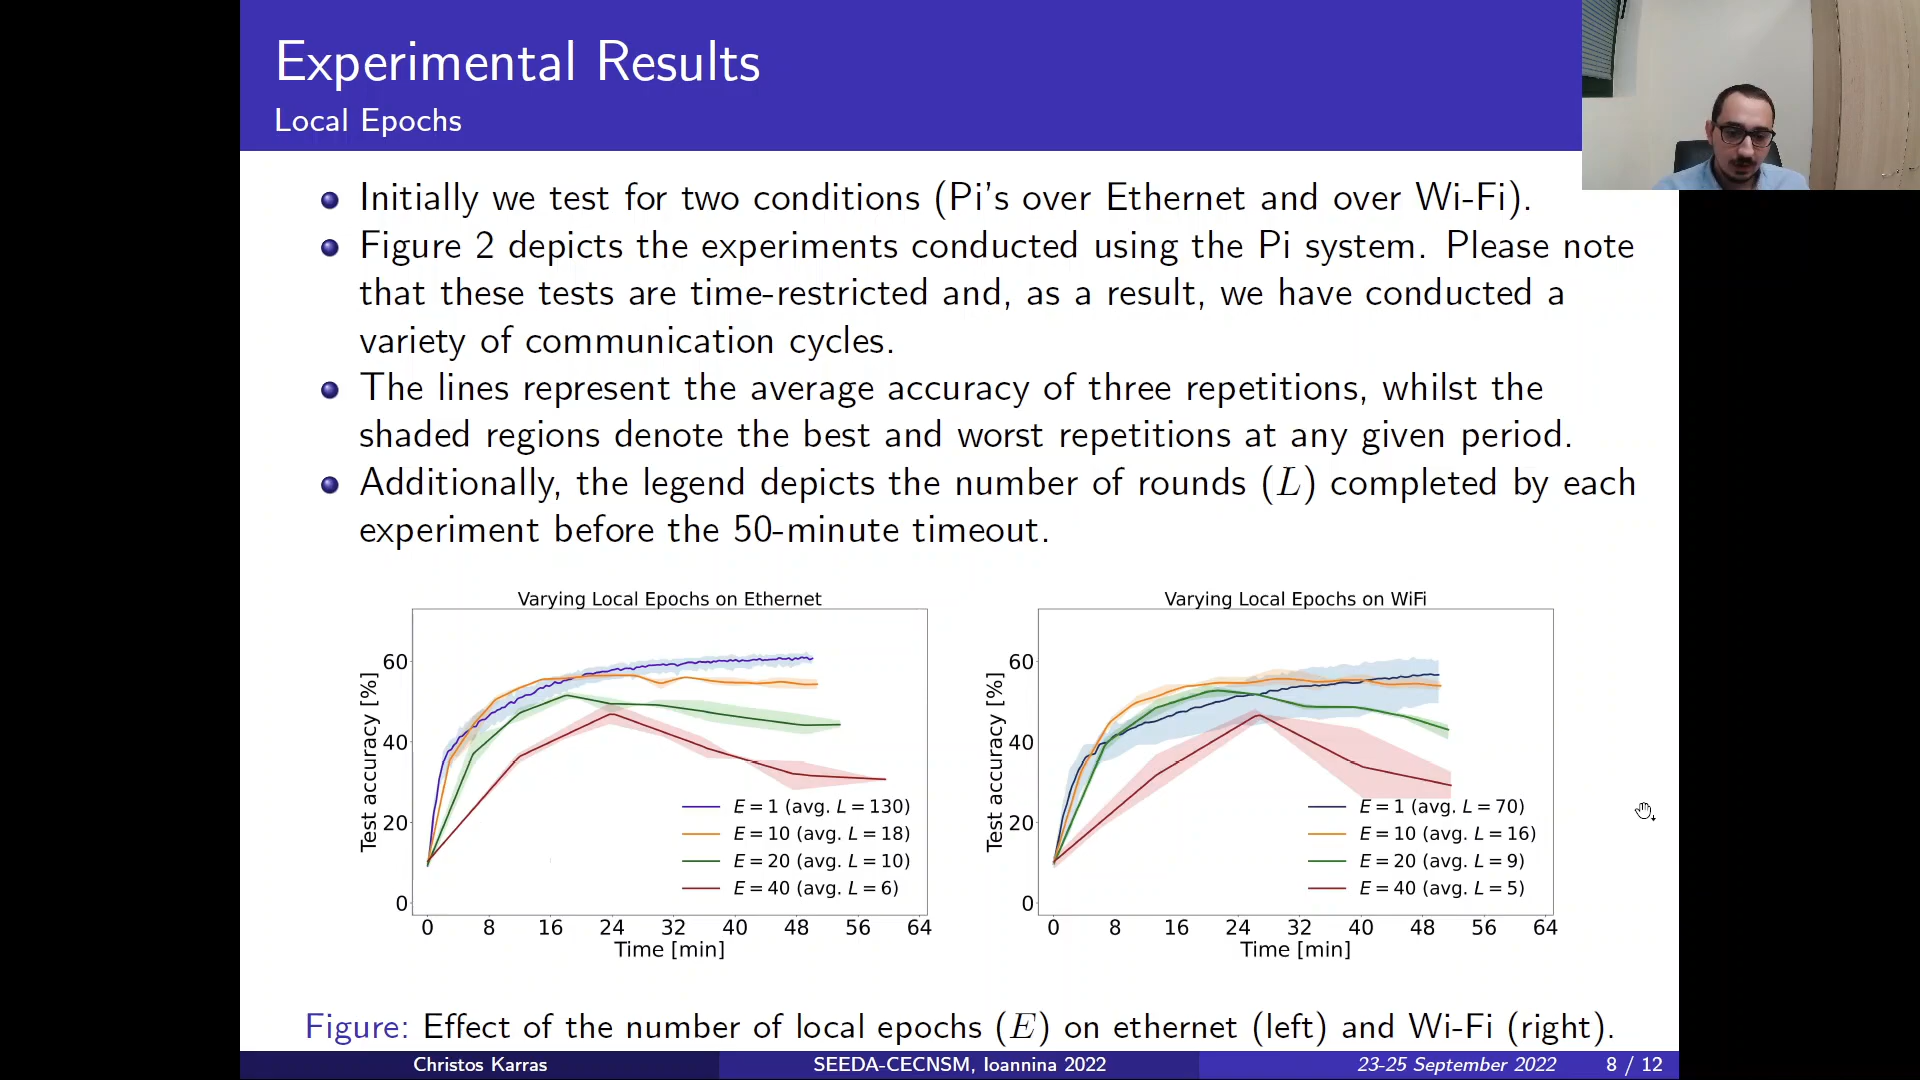 Experimental Results
Local Epochs
Initially we test for two conditions (Pi's over Ethernet and over Wi-Fi).
Figure 2 depicts the experiments conducted using the Pi system. Please note
that these tests are time-restricted and, as a result, we have conducted a
variety of communication cycles.
The lines represent the average accuracy of three repetitions, whilst the
shaded regions denote the best and worst repetitions at any given period.
Additionally, the legend depicts the number of rounds (L) completed by each
experiment before the 50-minute timeout.
Varying Local Epochs on Ethernet
Test accuracy [%]
60
40
20
0
E = 1 (avg. L = 130)
E = 10 (avg. L = 18)
E = 20 (avg. L = 10)
E = 40 (avg. L = 6)
0 8 16 24 32 40 48 56 64
Time [min]
Varying Local Epochs on WiFi
Test accuracy [%]
60
40
20
0
E = 1 (avg. L = 70)
E = 10 (avg. L = 16)
E = 20 (avg. L = 9)
E = 40 (avg. L = 5)
0 8 16 24 32 40 48 56 64
Time [min]
Figure: Effect of the number of local epochs (E) on ethernet (left) and Wi-Fi (right).
Christos Karras SEEDA-CECNSM, Ioannina 2022 23-25 September 2022 8 / 12